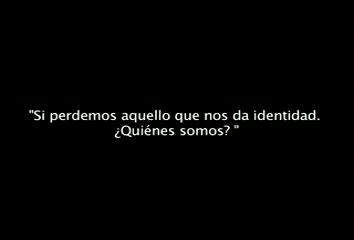 "Si perdemos aquello que nos da identidad.
¿Quiénes somos? "